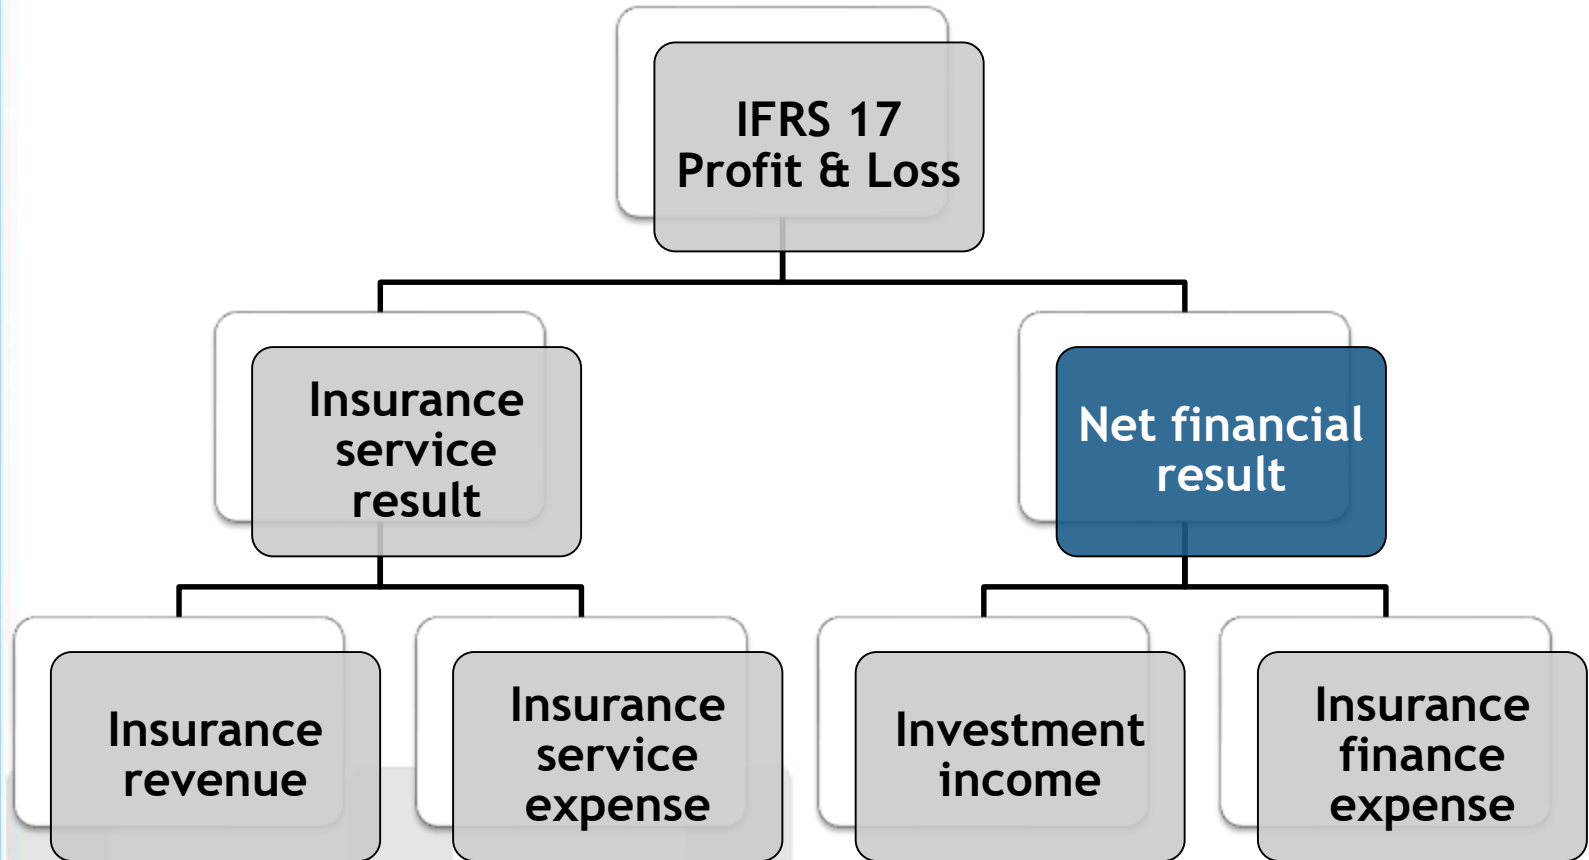 IFRS 17
Profit & Loss
Insurance
service
result
Net financial
result
Insurance
revenue
Insurance
service
expense
Investment
income
Insurance
finance
expense